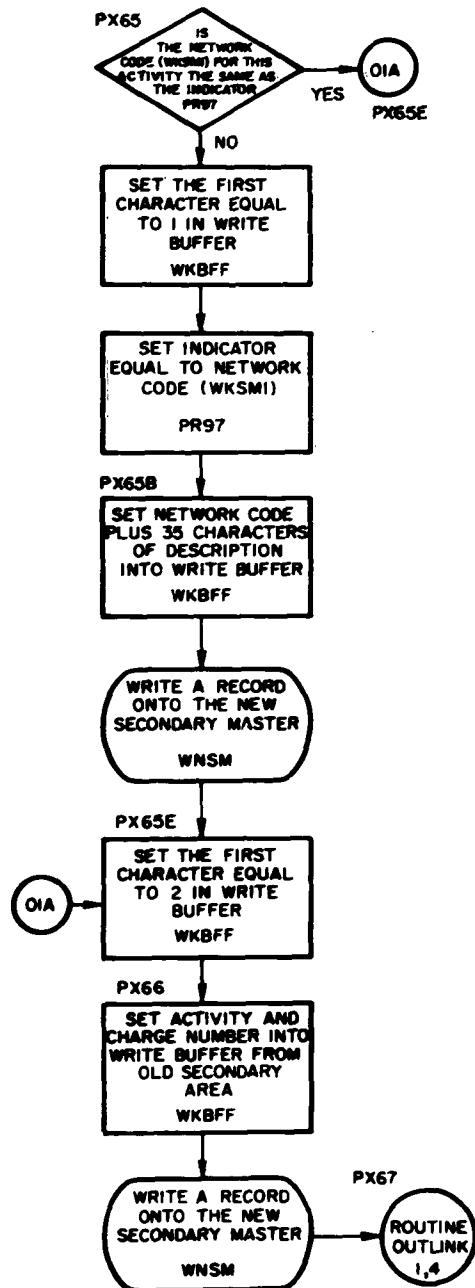 PX65
IS
THE NETWORK
CODE (WKSMI) FOR THIS
ACTIVITY THE SAME AS
THE INDICATOR
PR97
YES
01A
PX65E
NO
SET THE FIRST
CHARACTER EQUAL
TO 1 IN WRITE
BUFFER
WKBFF
SET INDICATOR
EQUAL TO NETWORK
CODE (WKSMI)
PR97
PX65B
SET NETWORK CODE
PLUS 35 CHARACTERS
OF DESCRIPTION
INTO WRITE BUFFER
WKBFF
WRITE A RECORD
ONTO THE NEW
SECONDARY MASTER
WNSM
PX65E
01A
SET THE FIRST
CHARACTER EQUAL
TO 2 IN WRITE
BUFFER
WKBFF
PX66
SET ACTIVITY AND
CHARGE NUMBER INTO
WRITE BUFFER FROM
OLD SECONDARY
AREA
WKBFF
WRITE A RECORD
ONTO THE NEW
SECONDARY MASTER
WNSM
PX67
ROUTINE
OUTLINK
1,4